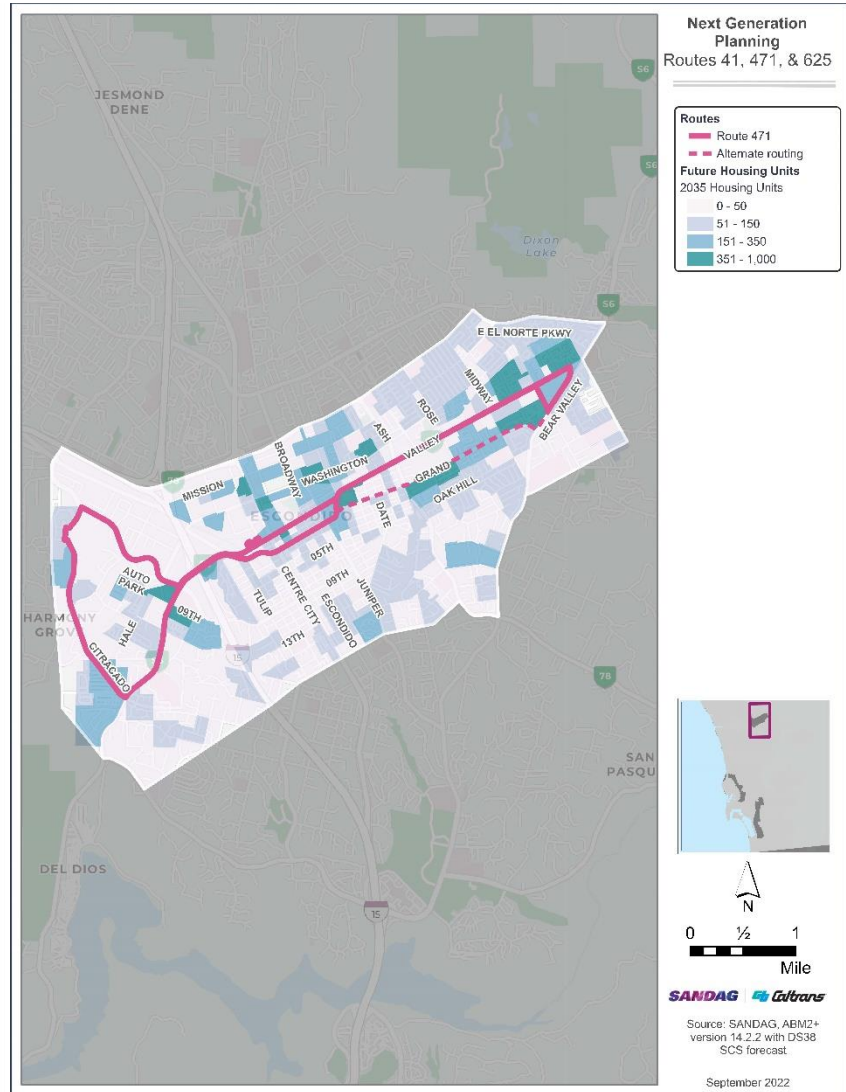 Next Generation
Planning
Routes 41, 471, & 625
Routes
Route 471
Alternate routing
Future Housing Units
2035 Housing Units
0 - 50
51 - 150
151 - 350
351 - 1,000
JESMOND
DENE
S6
S6
Dixon
Lake
S6
E EL NORTE PKWY
MIDWAY
ROSE
ASH
BEAR VALLEY
VALLEY
BROADWAY
WASHINGTON
GRAND
MISSION
OAK HILL
ESCONDIDO
DATE
05TH
AUTO
PARK
09TH
TULIP
CENTRE CITY
09TH
JUNIPER
ESCONDIDO
HARMONY
GROVE
HALE
13TH
15
CITRACADO
78
SAN
PASQU
DEL DIOS
15
N
0 ½ 1
Mile
SANDAG Caltrans
Source: SANDAG, ABM2+
version 14.2.2 with DS38
SCS forecast
September 2022